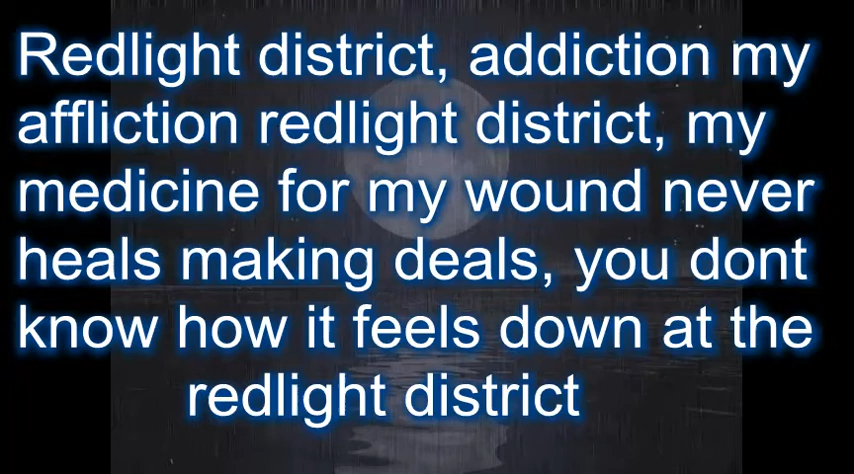 Redlight district, addiction my
affliction redlight district, my
medicine for my wound never
heals making deals, you dont
know how it feels down at the
redlight district